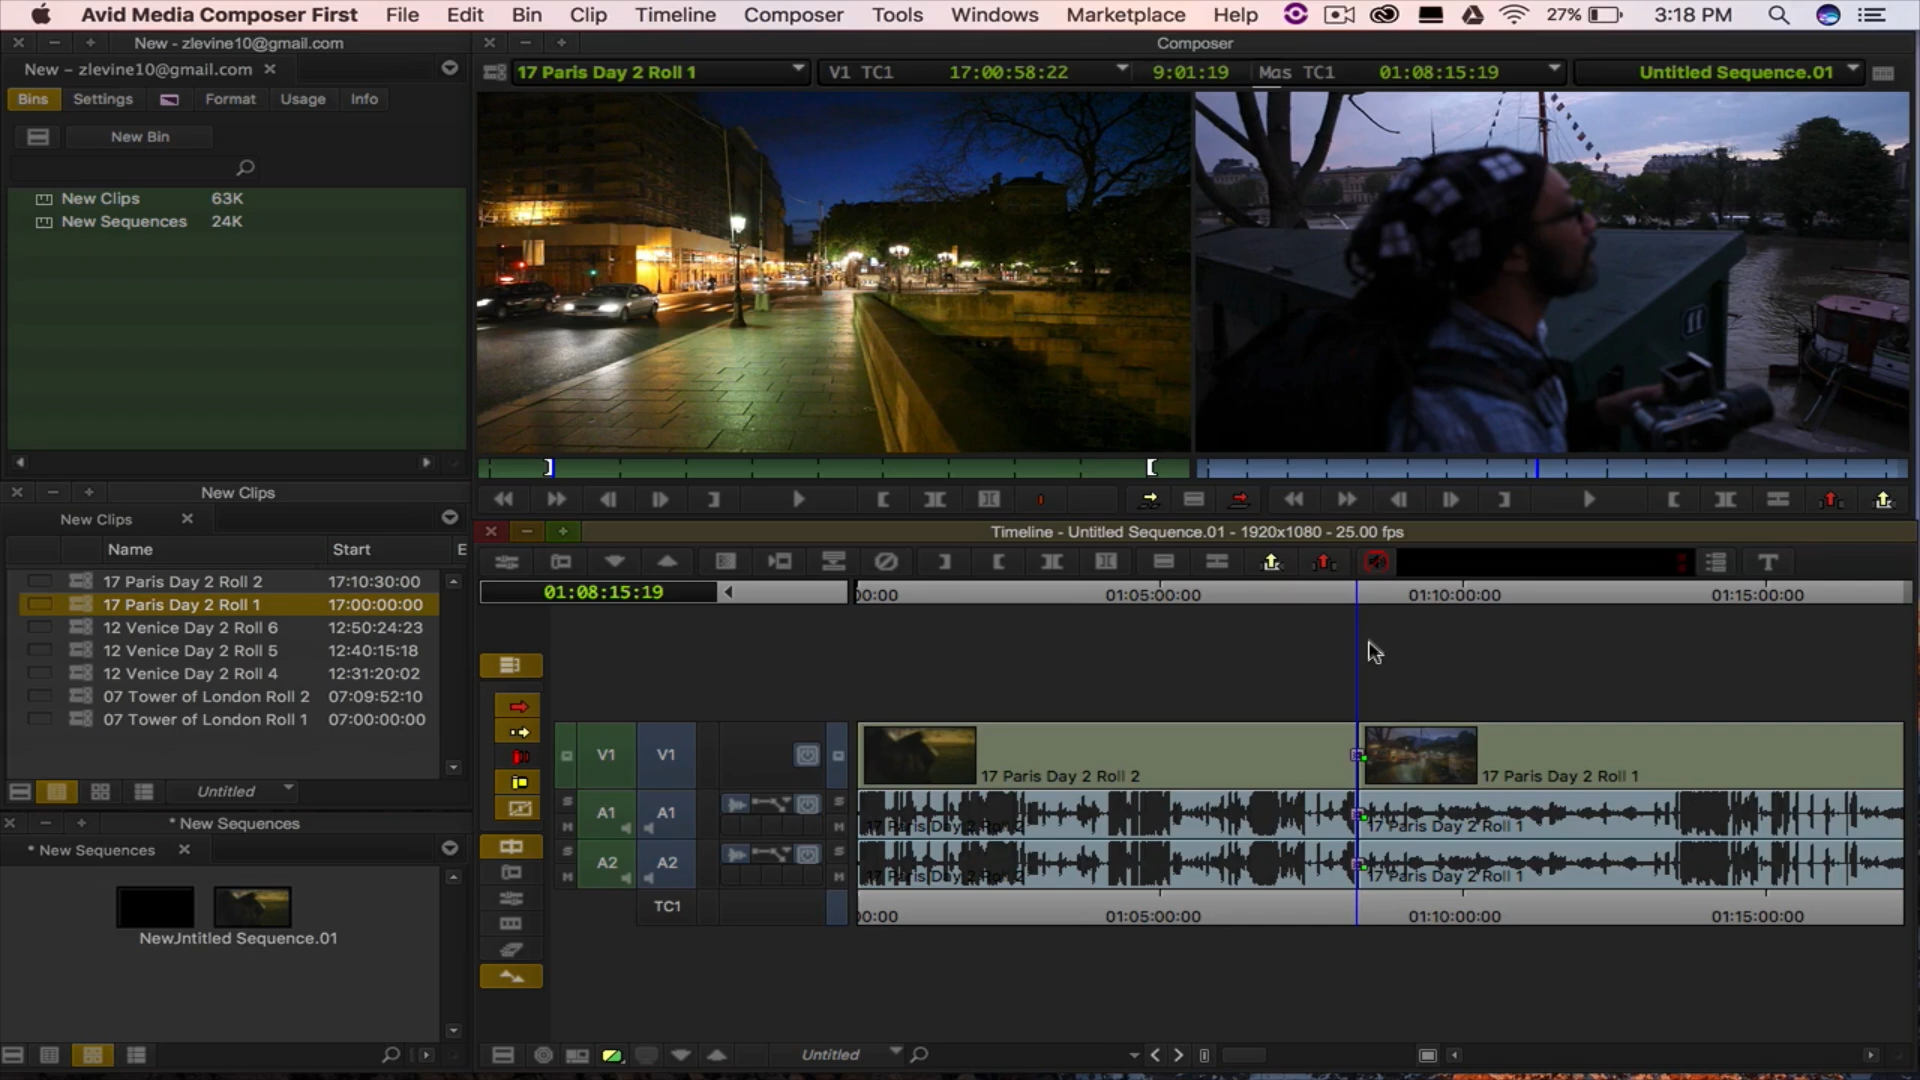 Avid Media Composer First File Edit Bin Clip Timeline Composer Tools Windows Marketplace Help 27% 3:18 PM
New - zlevine10@gmail.com
Composer
New – zlevine10@gmail.com
17 Paris Day 2 Roll 1 V1 TC1 17:00:58:22 9:01:19 Mas TC1 01:08:15:19 Untitled Sequence.01
Bins Settings Format Usage Info
New Bin
New Clips 63K
New Sequences 24K
New Clips
New Clips
Name Start E
17 Paris Day 2 Roll 2 17:10:30:00
17 Paris Day 2 Roll 1 17:00:00:00
12 Venice Day 2 Roll 6 12:50:24:23
12 Venice Day 2 Roll 5 12:40:15:18
12 Venice Day 2 Roll 4 12:31:20:02
07 Tower of London Roll 2 07:09:52:10
07 Tower of London Roll 1 07:00:00:00
Untitled
* New Sequences
* New Sequences
NewJntitled Sequence.01
Timeline - Untitled Sequence.01 - 1920x1080 - 25.00 fps
T
01:08:15:19
00:00 01:05:00:00 01:10:00:00 01:15:00:00
V1 V1
17 Paris Day 2 Roll 2 17 Paris Day 2 Roll 1
A1 A1 S M S M
17 Paris Day 2 Roll 2 17 Paris Day 2 Roll 1
A2 A2 S M S M
17 Paris Day 2 Roll 2 17 Paris Day 2 Roll 1
TC1
00:00 01:05:00:00 01:10:00:00 01:15:00:00
Untitled